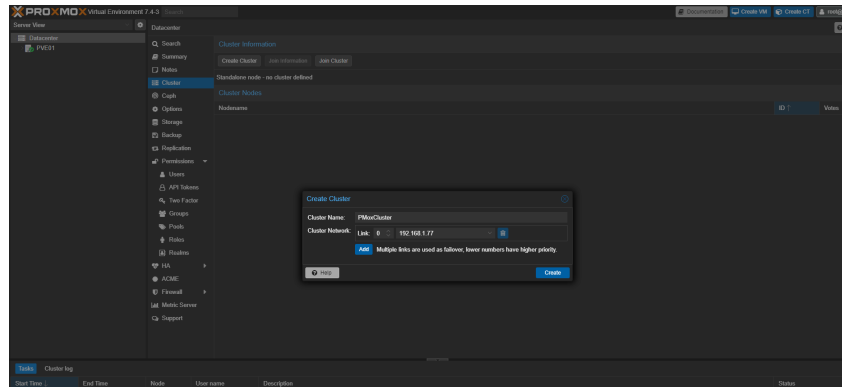 PROXMOX Virtual Environment 7.4-3 Search
Documentation Create VM Create CT
Server View
Datacenter
PVE01
Datacenter
Search
Summary
Notes
Cluster
Ceph
Options
Storage
Backup
Replication
Permissions
Users
API Tokens
Two Factor
Groups
Pools
Roles
Realms
HA
ACME
Firewall
Metric Server
Support
Cluster Information
Create Cluster Join Information Join Cluster
Standalone node - no cluster defined
Cluster Nodes
Nodename ID ↑ Votes
Create Cluster
Cluster Name: PMoxCluster
Cluster Network: Link: 0 192.168.1.77
Add Multiple links are used as failover, lower numbers have higher priority.
Help Create
Tasks Cluster log
Start Time ↓ End Time Node User name Description Status